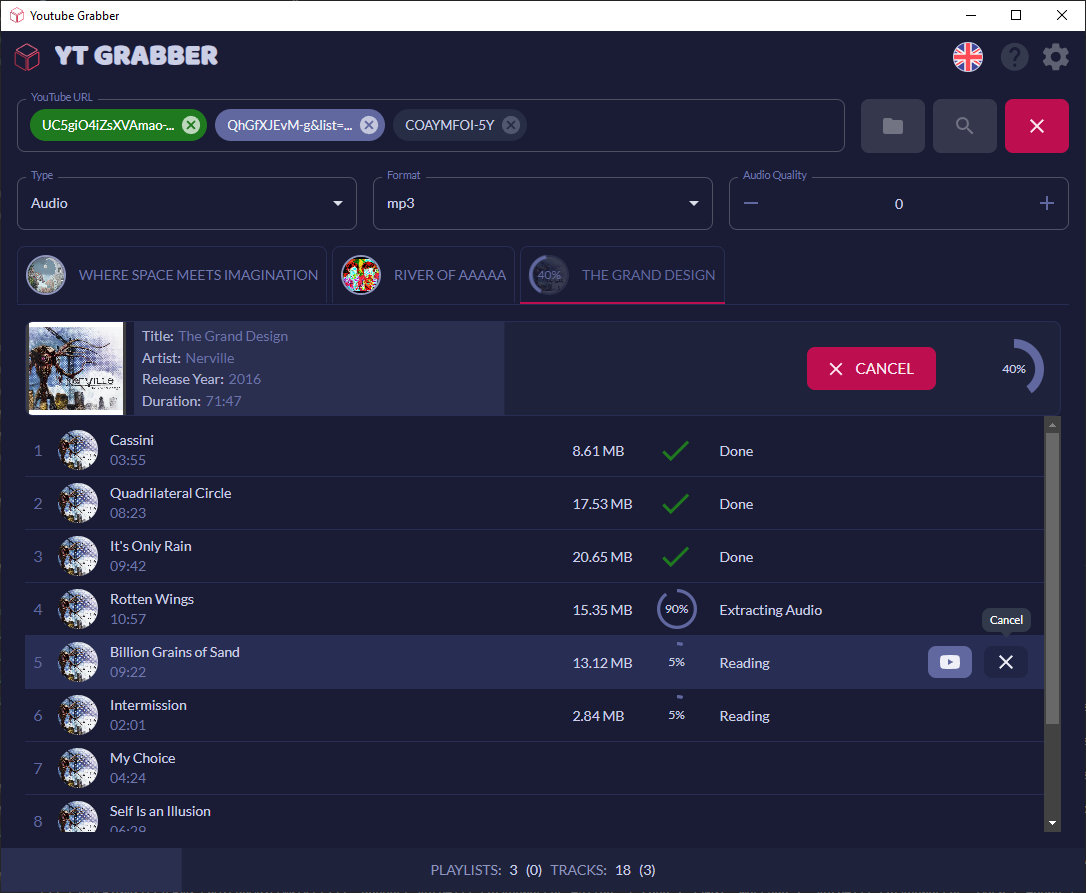 Youtube Grabber
YT GRABBER
YouTube URL
UC5giO4iZsXVAmao-...
QhGfXJEvM-g&list=...
COAYMFOI-5Y
Type
Audio
Format
mp3
Audio Quality
0
WHERE SPACE MEETS IMAGINATION
RIVER OF AAAAA
40%
THE GRAND DESIGN
Title: The Grand Design
Artist: Nerville
Release Year: 2016
Duration: 71:47
CANCEL
40%
1
Cassini
03:55
8.61 MB
Done
2
Quadrilateral Circle
08:23
17.53 MB
Done
3
It's Only Rain
09:42
20.65 MB
Done
4
Rotten Wings
10:57
15.35 MB
90%
Extracting Audio
Cancel
5
Billion Grains of Sand
09:22
13.12 MB
5%
Reading
6
Intermission
02:01
2.84 MB
5%
Reading
7
My Choice
04:24
8
Self Is an Illusion
06:29
PLAYLISTS: 3 (0) TRACKS: 18 (3)